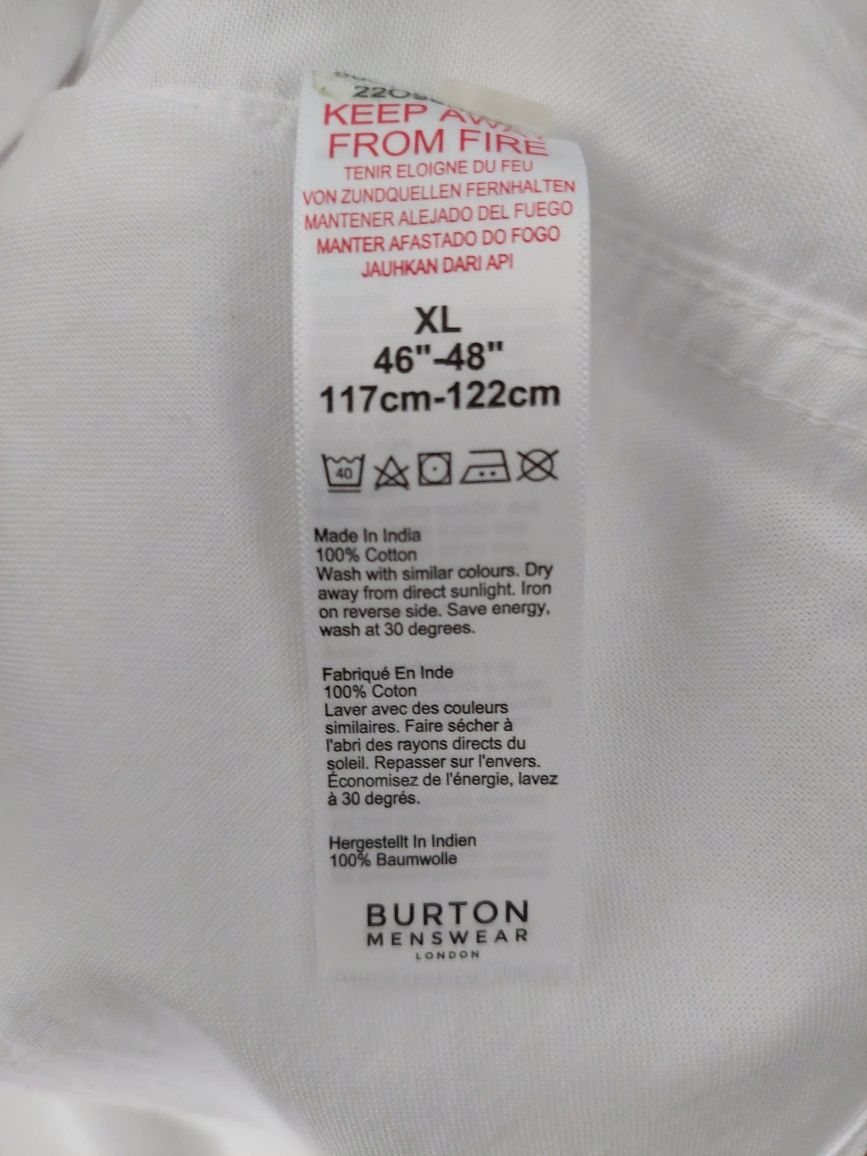 KEEP AWAY
FROM FIRE
TENIR ELOIGNE DU FEU
VON ZUNDQUELLEN FERNHALTEN
MANTENER ALEJADO DEL FUEGO
MANTER AFASTADO DO FOGO
JAUHKAN DARI API
XL
46"-48"
117cm-122cm
40
Made In India
100% Cotton
Wash with similar colours. Dry
away from direct sunlight. Iron
on reverse side. Save energy,
wash at 30 degrees.
Fabriqué En Inde
100% Coton
Laver avec des couleurs
similaires. Faire sécher à
l'abri des rayons directs du
soleil. Repasser sur l'envers.
Économisez de l'énergie, lavez
à 30 degrés.
Hergestellt In Indien
100% Baumwolle
BURTON
MENSWEAR
LONDON